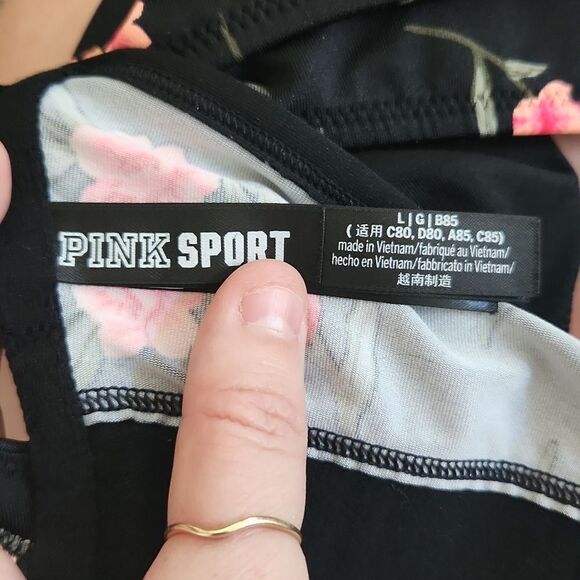 PINK SPORT
L | G | B85
( 适用 C80, D80, A85, C85)
made in Vietnam/fabriqué au Vietnam/
hecho en Vietnam/fabbricato in Vietnam/
越南制造